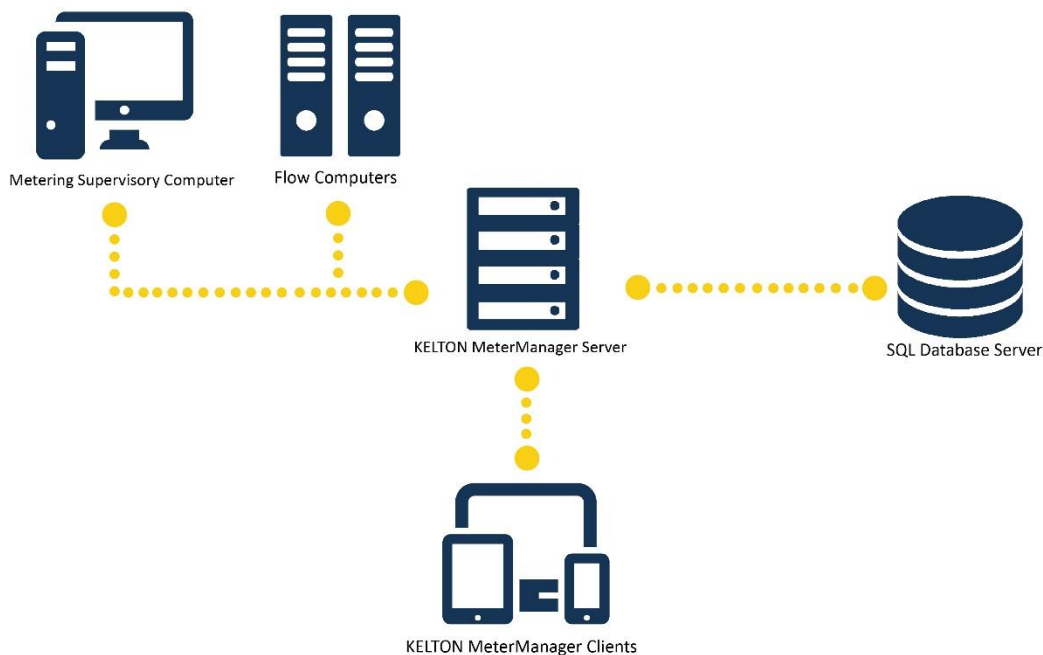 Metering Supervisory Computer
Flow Computers
KELTON MeterManager Server
SQL Database Server
KELTON MeterManager Clients